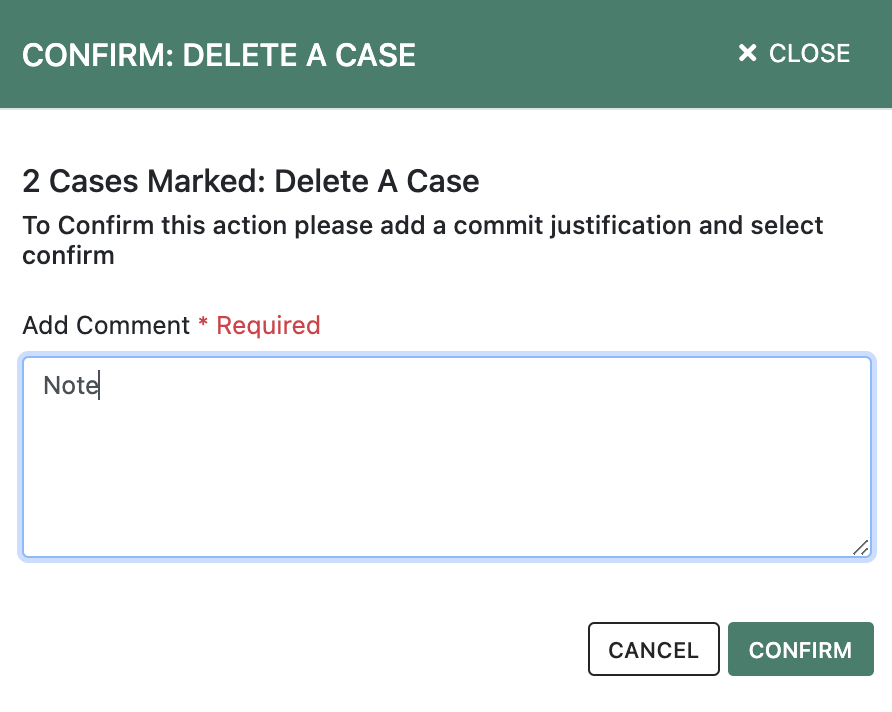 CONFIRM: DELETE A CASE
× CLOSE
2 Cases Marked: Delete A Case
To Confirm this action please add a commit justification and select
confirm
Add Comment * Required
Note
CANCEL
CONFIRM